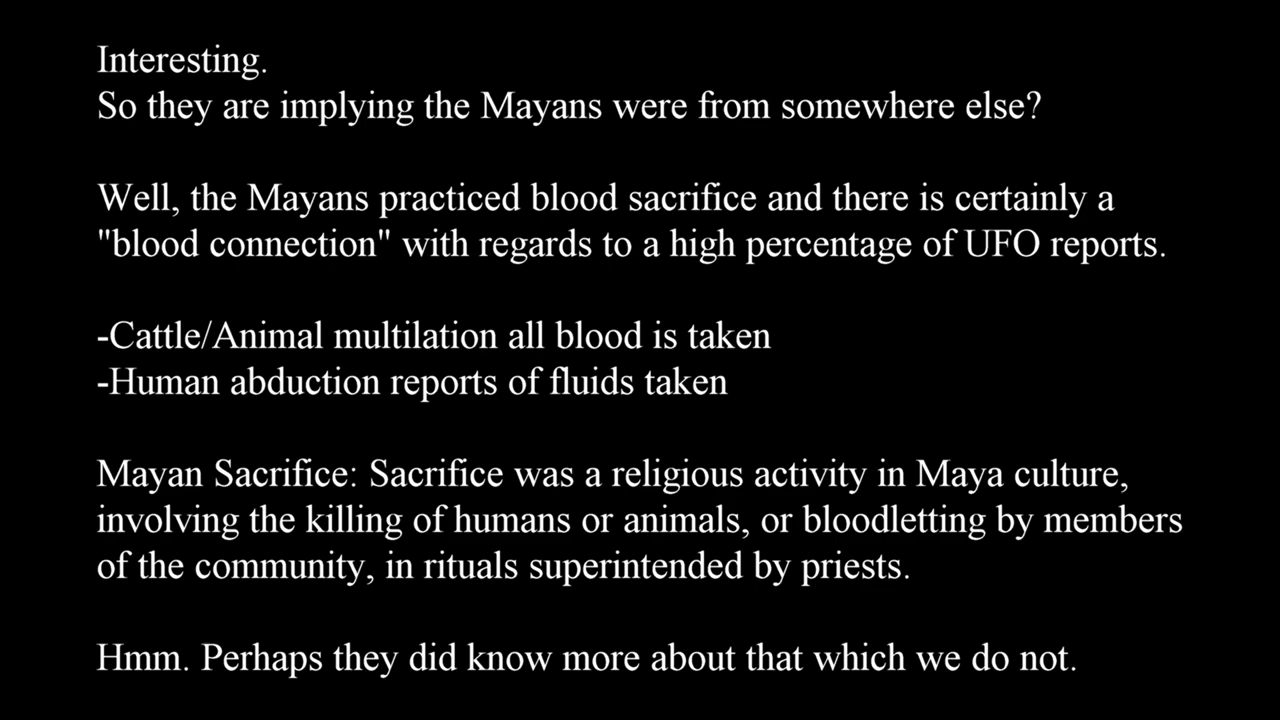 Interesting.
So they are implying the Mayans were from somewhere else?
Well, the Mayans practiced blood sacrifice and there is certainly a
"blood connection" with regards to a high percentage of UFO reports.
-Cattle/Animal multilation all blood is taken
-Human abduction reports of fluids taken
Mayan Sacrifice: Sacrifice was a religious activity in Maya culture,
involving the killing of humans or animals, or bloodletting by members
of the community, in rituals superintended by priests.
Hmm. Perhaps they did know more about that which we do not.